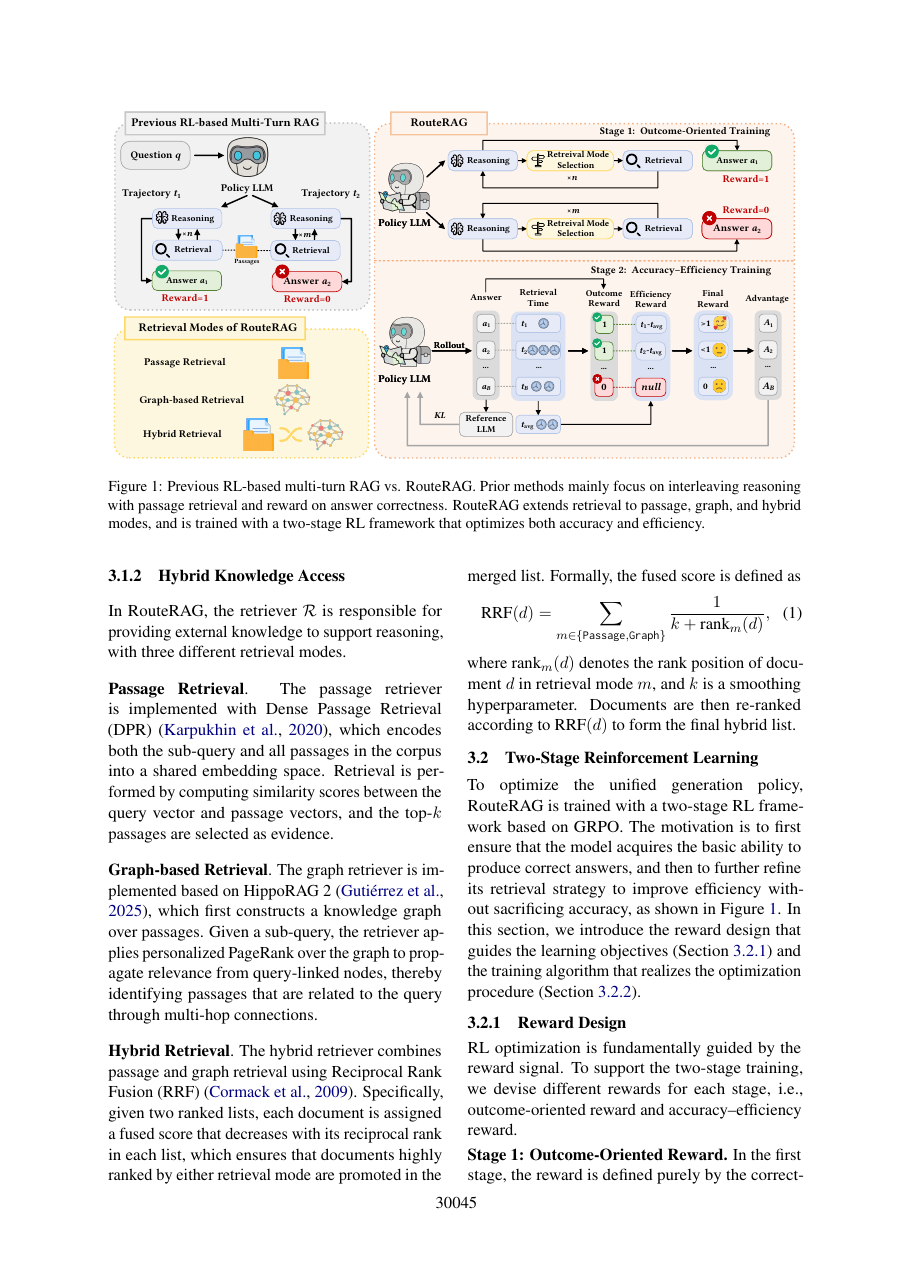 Previous RL-based Multi-Turn RAG
Question q
Policy LLM
Trajectory t1
Trajectory t2
Reasoning
Reasoning
×n
×m
Retrieval
Retrieval
Passages
Answer a1
Answer a2
Reward=1
Reward=0
Retrieval Modes of RouteRAG
Passage Retrieval
Graph-based Retrieval
Hybrid Retrieval
RouteRAG
Stage 1: Outcome-Oriented Training
Policy LLM
Reasoning
Retreival Mode
Selection
Retrieval
Answer a1
×n
Reward=1
×m
Reward=0
Reasoning
Retreival Mode
Selection
Retrieval
Answer a2
Stage 2: Accuracy–Efficiency Training
Answer
Retrieval
Time
Outcome
Reward
Efficiency
Reward
Final
Reward
Advantage
Policy LLM
Rollout
a1 t1 1 t1-tavg >1 A1
a2 t2 1 t2-tavg <1 A2
... ... ... ... ... ...
aB tB 0 null 0 AB
KL
Reference
LLM
tavg
Figure 1: Previous RL-based multi-turn RAG vs. RouteRAG. Prior methods mainly focus on interleaving reasoning
with passage retrieval and reward on answer correctness. RouteRAG extends retrieval to passage, graph, and hybrid
modes, and is trained with a two-stage RL framework that optimizes both accuracy and efficiency.
3.1.2 Hybrid Knowledge Access
In RouteRAG, the retriever R is responsible for
providing external knowledge to support reasoning,
with three different retrieval modes.
Passage Retrieval. The passage retriever
is implemented with Dense Passage Retrieval
(DPR) (Karpukhin et al., 2020), which encodes
both the sub-query and all passages in the corpus
into a shared embedding space. Retrieval is per-
formed by computing similarity scores between the
query vector and passage vectors, and the top-k
passages are selected as evidence.
Graph-based Retrieval. The graph retriever is im-
plemented based on HippoRAG 2 (Gutiérrez et al.,
2025), which first constructs a knowledge graph
over passages. Given a sub-query, the retriever ap-
plies personalized PageRank over the graph to prop-
agate relevance from query-linked nodes, thereby
identifying passages that are related to the query
through multi-hop connections.
Hybrid Retrieval. The hybrid retriever combines
passage and graph retrieval using Reciprocal Rank
Fusion (RRF) (Cormack et al., 2009). Specifically,
given two ranked lists, each document is assigned
a fused score that decreases with its reciprocal rank
in each list, which ensures that documents highly
ranked by either retrieval mode are promoted in the
merged list. Formally, the fused score is defined as
RRF(d) = ∑ m∈{Passage,Graph} 1 / (k + rank_m(d)), (1)
where rank_m(d) denotes the rank position of docu-
ment d in retrieval mode m, and k is a smoothing
hyperparameter. Documents are then re-ranked
according to RRF(d) to form the final hybrid list.
3.2 Two-Stage Reinforcement Learning
To optimize the unified generation policy,
RouteRAG is trained with a two-stage RL frame-
work based on GRPO. The motivation is to first
ensure that the model acquires the basic ability to
produce correct answers, and then to further refine
its retrieval strategy to improve efficiency with-
out sacrificing accuracy, as shown in Figure 1. In
this section, we introduce the reward design that
guides the learning objectives (Section 3.2.1) and
the training algorithm that realizes the optimization
procedure (Section 3.2.2).
3.2.1 Reward Design
RL optimization is fundamentally guided by the
reward signal. To support the two-stage training,
we devise different rewards for each stage, i.e.,
outcome-oriented reward and accuracy–efficiency
reward.
Stage 1: Outcome-Oriented Reward. In the first
stage, the reward is defined purely by the correct-
30045